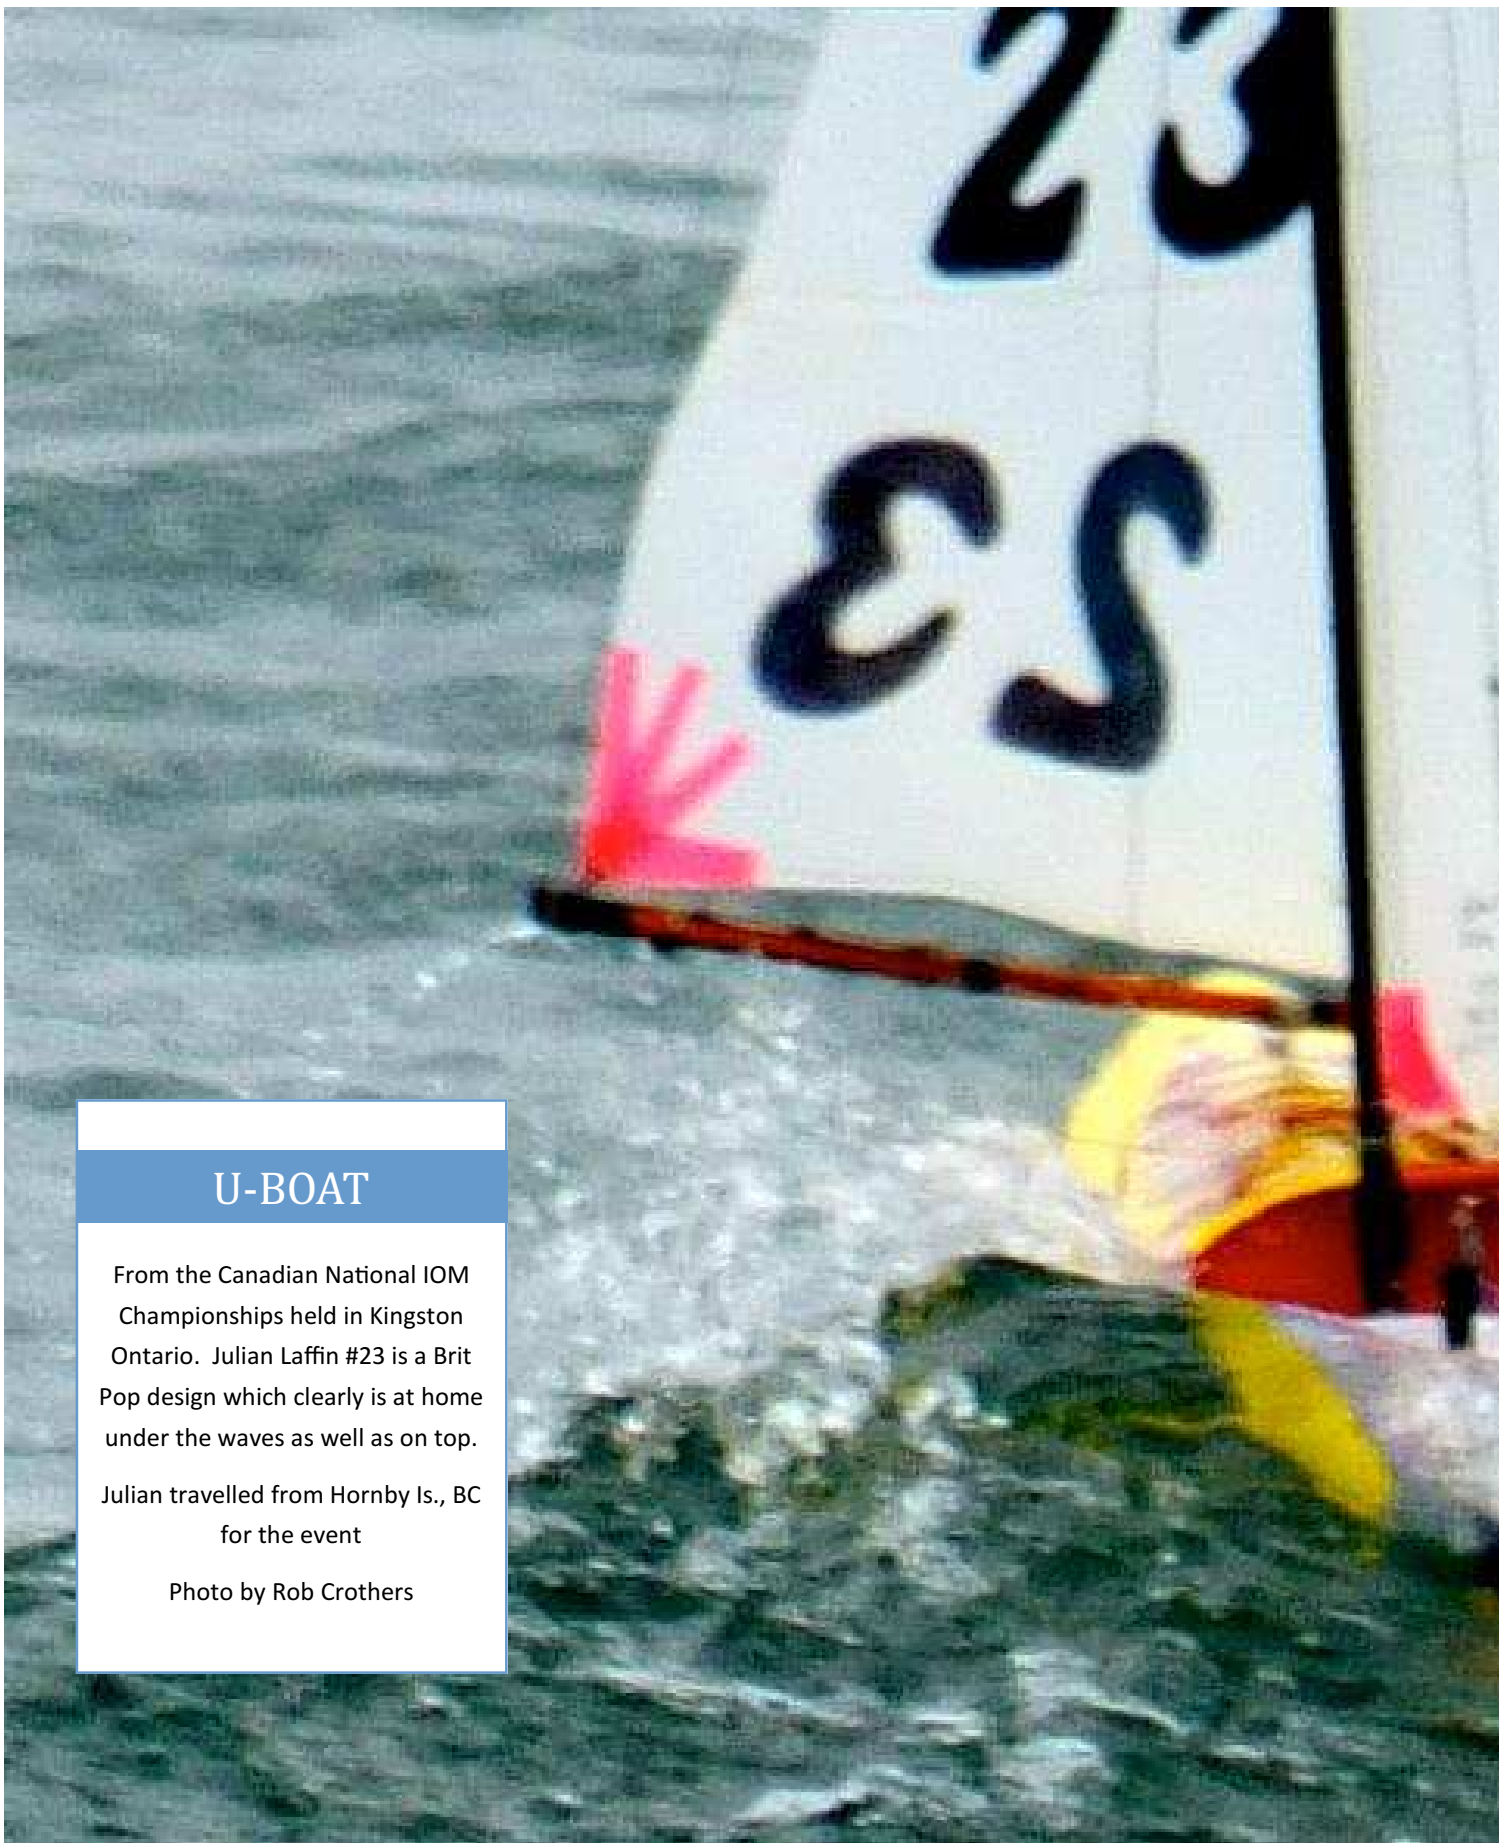 23
23
U-BOAT
From the Canadian National IOM
Championships held in Kingston
Ontario.  Julian Laffin #23 is a Brit
Pop design which clearly is at home
under the waves as well as on top.
Julian travelled from Hornby Is., BC
for the event
Photo by Rob Crothers